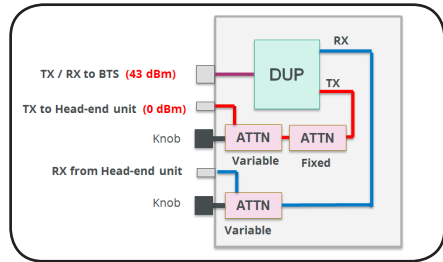 RX
DUP
TX / RX to BTS (43 dBm)
TX
TX to Head-end unit (0 dBm)
Knob
ATTN
ATTN
Variable
Fixed
RX from Head-end unit
Knob
ATTN
Variable